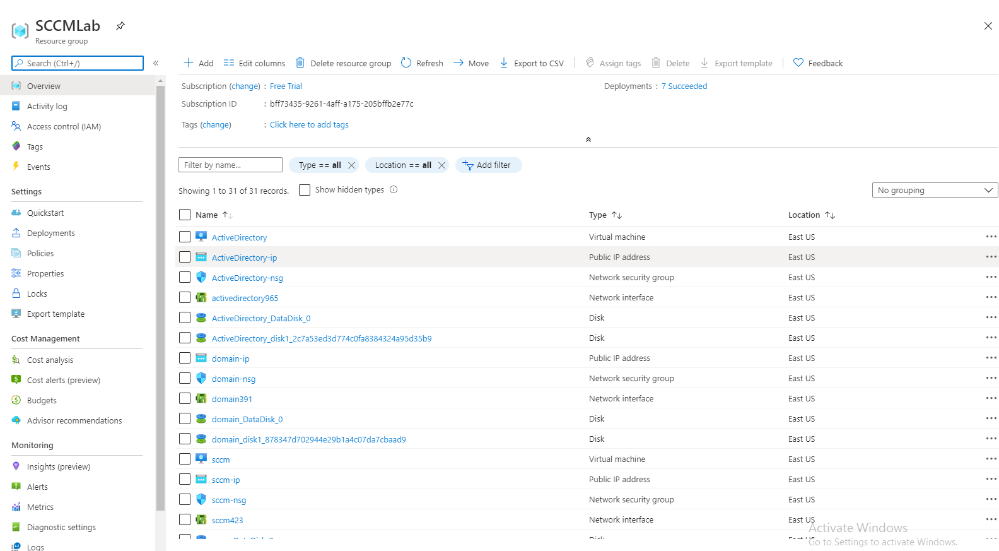 SCCMLab
Resource group
Search (Ctrl+/)
«
Overview
Activity log
Access control (IAM)
Tags
Events
Settings
Quickstart
Deployments
Policies
Properties
Locks
Export template
Cost Management
Cost analysis
Cost alerts (preview)
Budgets
Advisor recommendations
Monitoring
Insights (preview)
Alerts
Metrics
Diagnostic settings
Logs
Add Edit columns Delete resource group Refresh Move Export to CSV Assign tags Delete Export template Feedback
Subscription (change) : Free Trial Deployments : 7 Succeeded
Subscription ID : bff73435-9261-4aff-a175-205bffb2e77c
Tags (change) : Click here to add tags
Filter by name... Type == all Location == all Add filter
Showing 1 to 31 of 31 records. Show hidden types No grouping
Name Type Location
ActiveDirectory Virtual machine East US
ActiveDirectory-ip Public IP address East US
ActiveDirectory-nsg Network security group East US
activedirectory965 Network interface East US
ActiveDirectory_DataDisk_0 Disk East US
ActiveDirectory_disk1_2c7a53ed3d774c0fa8384324a95d35b9 Disk East US
domain-ip Public IP address East US
domain-nsg Network security group East US
domain391 Network interface East US
domain_DataDisk_0 Disk East US
domain_disk1_878347d702944e29b1a4c07da7cbaad9 Disk East US
sccm Virtual machine East US
sccm-ip Public IP address East US
sccm-nsg Network security group East US
sccm423 Network interface East US
Disk East US
Activate Windows
Go to Settings to activate Windows.